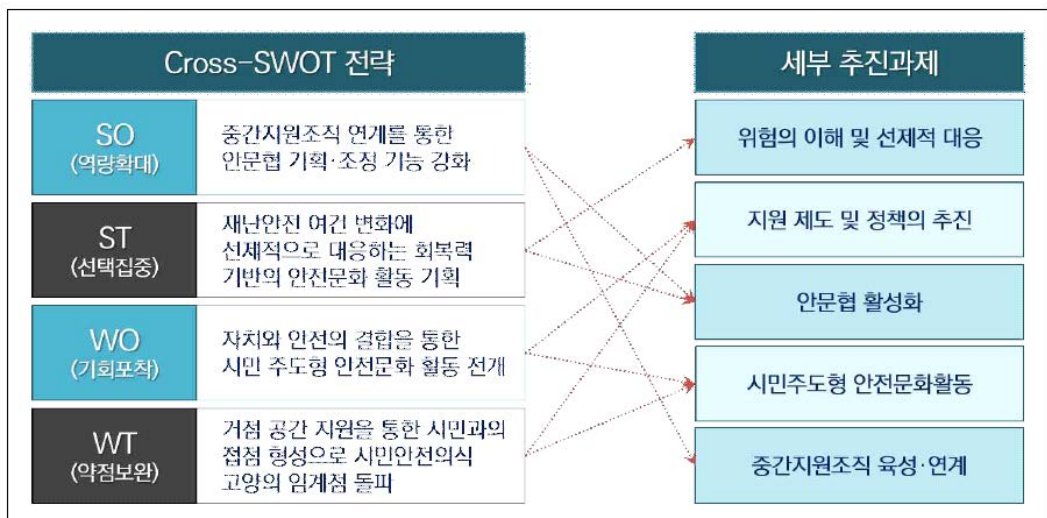 Cross-SWOT 전략
SO
(역량확대)
중간지원조직 연계를 통한
안문협 기획·조정 기능 강화
ST
(선택집중)
재난안전 여건 변화에
선제적으로 대응하는 회복력
기반의 안전문화 활동 기획
WO
(기회포착)
자치와 안전의 결합을 통한
시민 주도형 안전문화 활동 전개
WT
(약점보완)
거점 공간 지원을 통한 시민과의
접점 형성으로 시민안전의식
고양의 임계점 돌파
세부 추진과제
위험의 이해 및 선제적 대응
지원 제도 및 정책의 추진
안문협 활성화
시민주도형 안전문화활동
중간지원조직 육성·연계